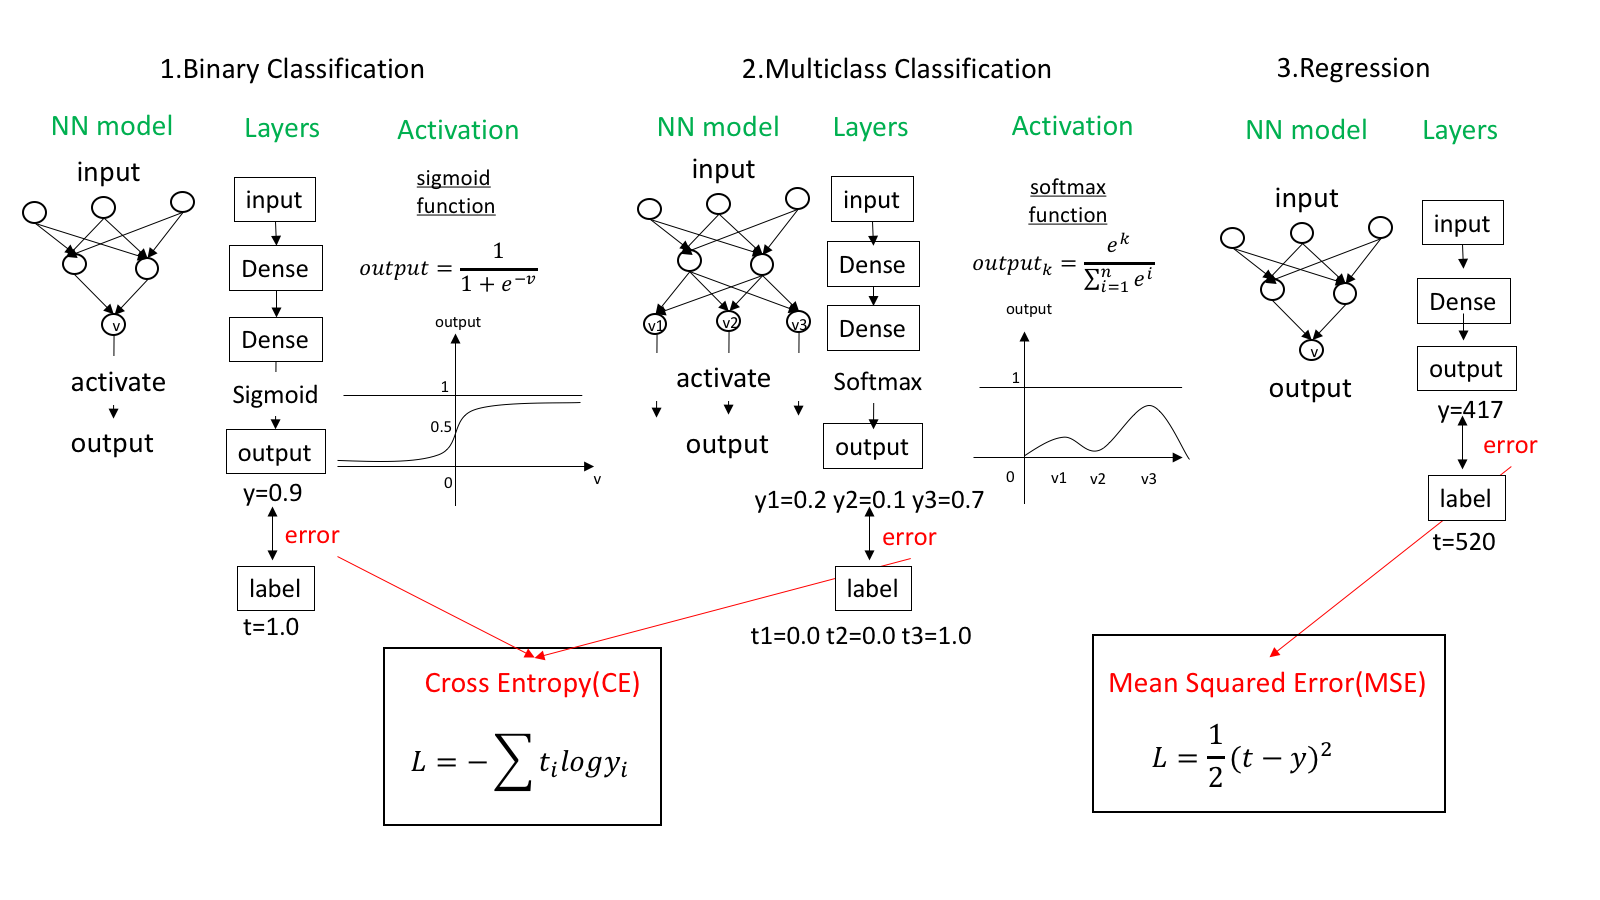 1.Binary Classification
NN model
Layers
Activation
input
v
activate
output
input
Dense
Dense
Sigmoid
output
y=0.9
error
label
t=1.0
sigmoid
function
output = 1 / (1 + e^{-v})
output
1
0.5
0
v
2.Multiclass Classification
NN model
Layers
Activation
input
v1 v2 v3
activate
output
input
Dense
Dense
Softmax
output
y1=0.2 y2=0.1 y3=0.7
error
label
t1=0.0 t2=0.0 t3=1.0
softmax
function
output_k = e^k / ∑_{i=1}^{n} e^i
output
1
0 v1 v2 v3
3.Regression
NN model
Layers
input
v
output
input
Dense
output
y=417
error
label
t=520
Cross Entropy(CE)
L = − ∑ t_i log y_i
Mean Squared Error(MSE)
L = 1/2 (t − y)^2